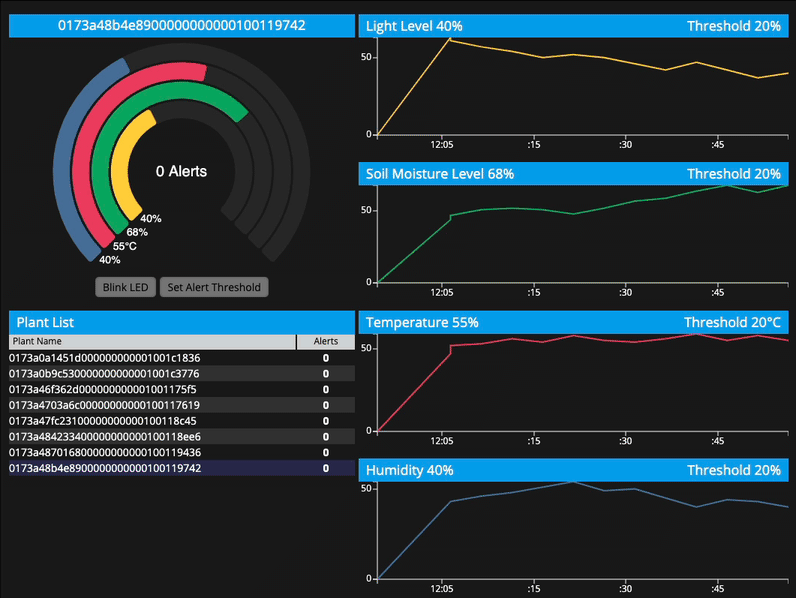 0173a48b4e8900000000000100119742
0 Alerts
40%
68%
55°C
40%
Blink LED
Set Alert Threshold
Plant List
Plant Name Alerts
0173a0a1451d000000000001001c1836 0
0173a0b9c530000000000001001c3776 0
0173a46f362d000000000001001175f5 0
0173a4703a6c00000000000100117619 0
0173a47fc23100000000000100118c45 0
0173a484233400000000000100118ee6 0
0173a487016800000000000100119436 0
0173a48b4e8900000000000100119742 0
Light Level 40% Threshold 20%
50
0
12:05 :15 :30 :45
Soil Moisture Level 68% Threshold 20%
50
0
12:05 :15 :30 :45
Temperature 55% Threshold 20°C
50
0
12:05 :15 :30 :45
Humidity 40% Threshold 20%
50
0
12:05 :15 :30 :45